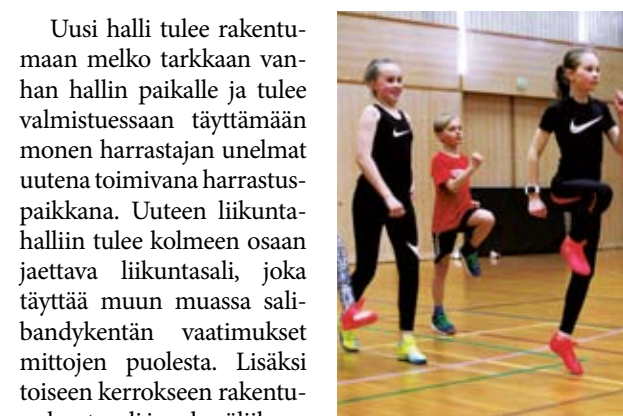 Uusi halli tulee rakentu-
maan melko tarkkaan van-
han hallin paikalle ja tulee
valmistuessaan täyttämään
monen harrastajan unelmat
uutena toimivana harrastus-
paikkana. Uuteen liikunta-
halliin tulee kolmeen osaan
jaettava liikuntasali, joka
täyttää muun muassa sali-
bandykentän vaatimukset
mittojen puolesta. Lisäksi
toiseen kerrokseen rakentu-